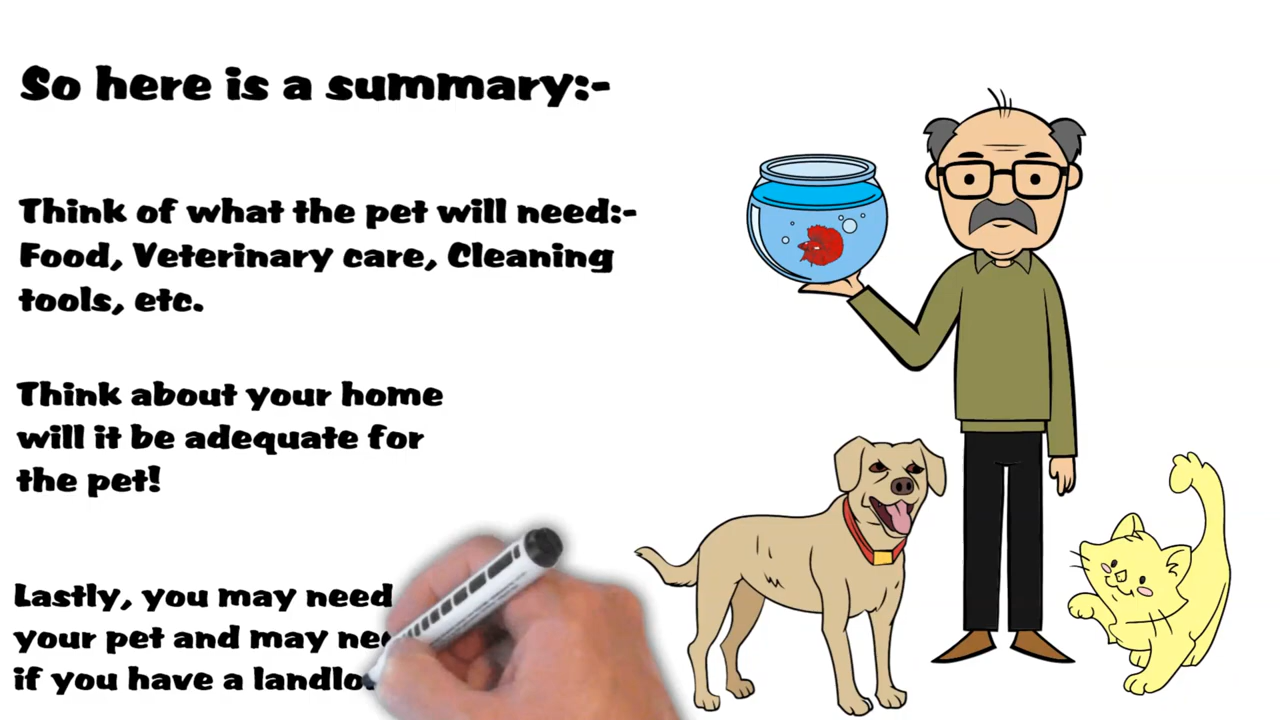 So here is a summary:-
Think of what the pet will need:-
Food, Veterinary care, Cleaning
tools, etc.
Think about your home
will it be adequate for
the pet!
Lastly, you may need
your pet and may
if you have a